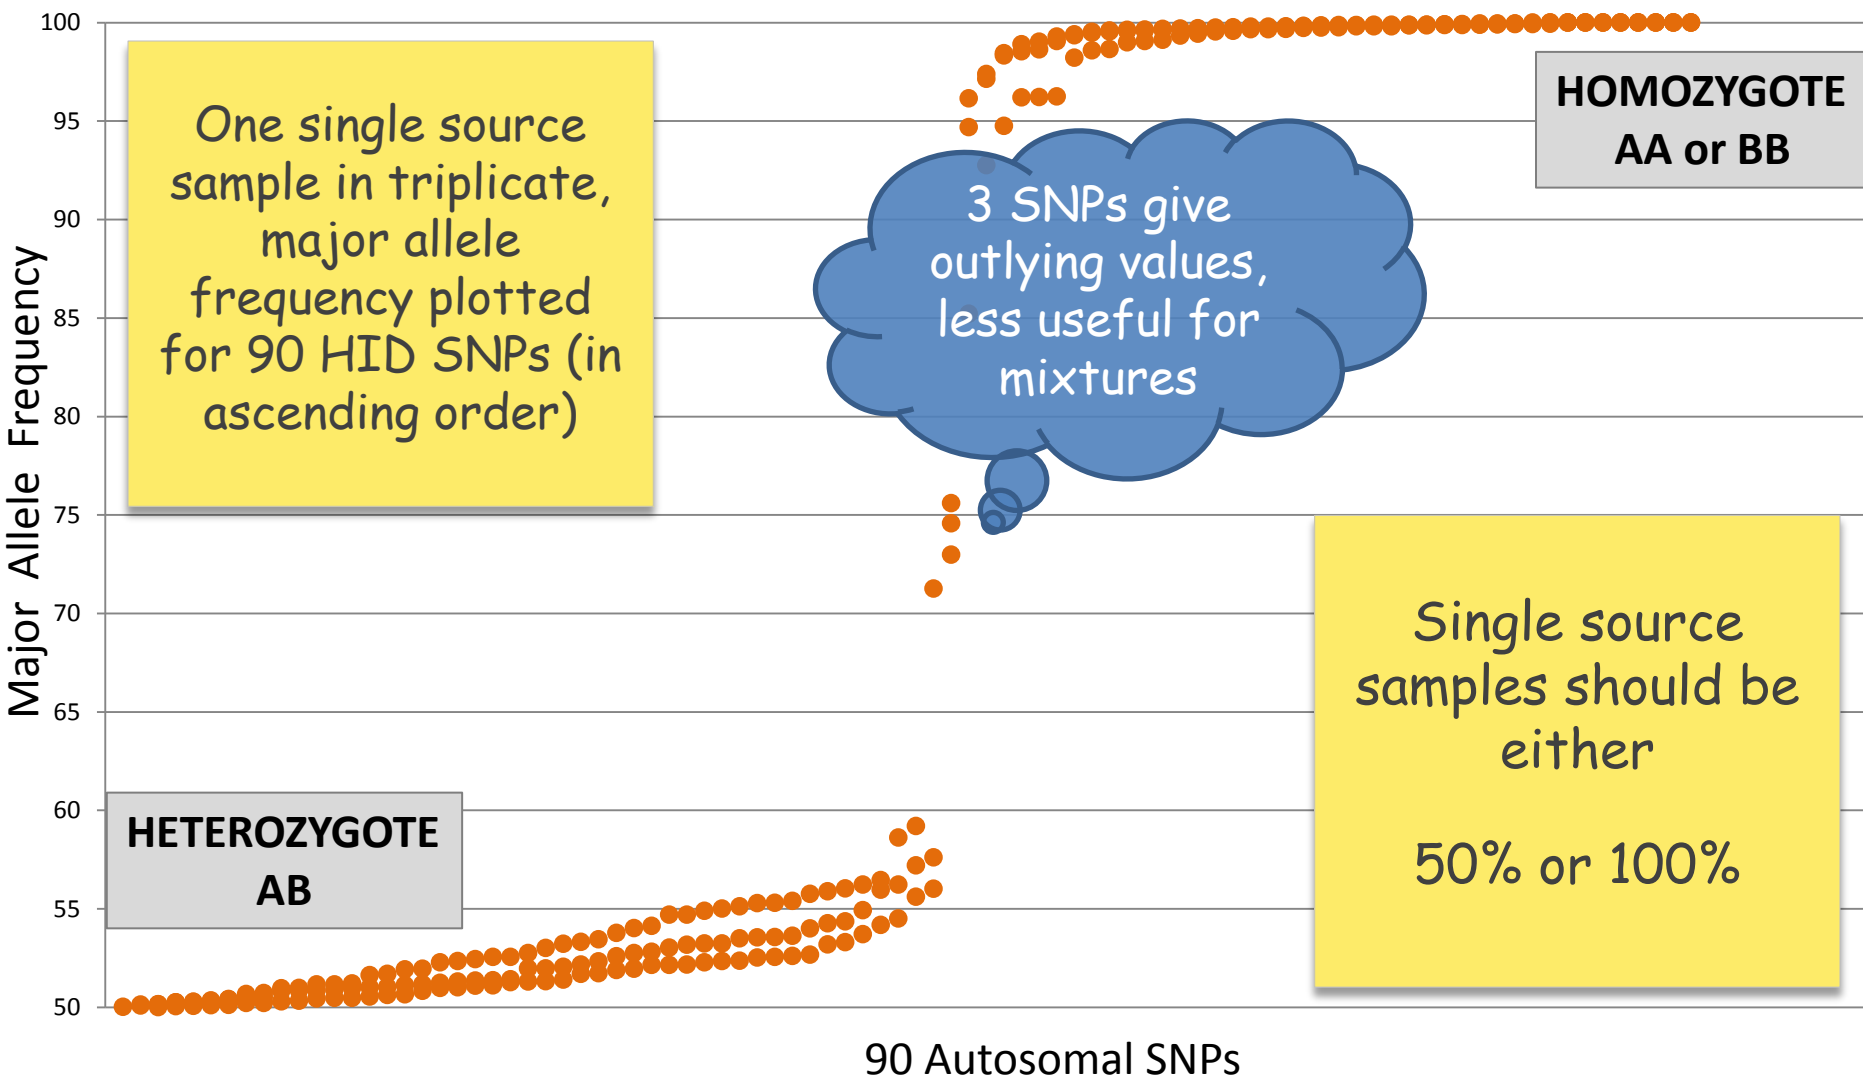 100
95
90
85
80
75
70
65
60
55
50
Major Allele Frequency
One single source
sample in triplicate,
major allele
frequency plotted
for 90 HID SNPs (in
ascending order)
3 SNPs give
outlying values,
less useful for
mixtures
HOMOZYGOTE
AA or BB
Single source
samples should be
either
50% or 100%
HETEROZYGOTE
AB
90 Autosomal SNPs